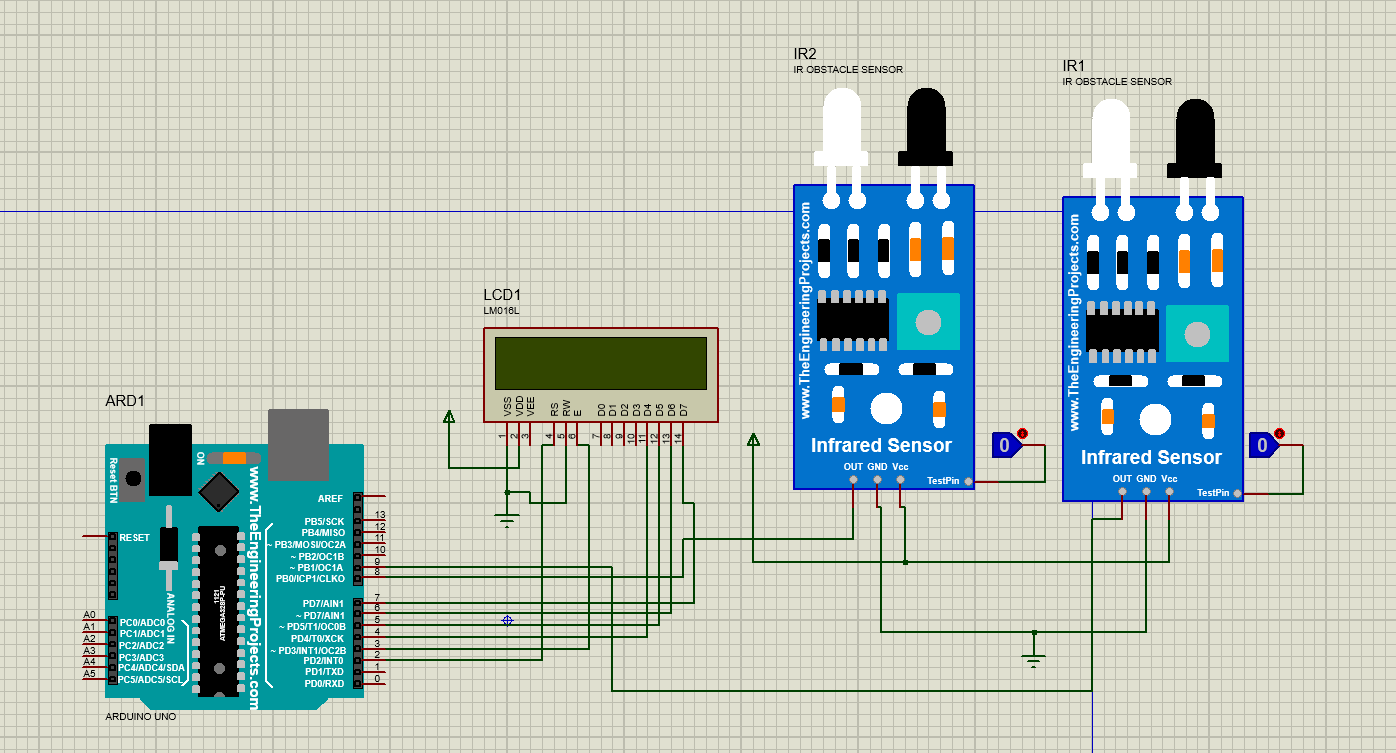 IR2
IR OBSTACLE SENSOR
IR1
IR OBSTACLE SENSOR
www.TheEngineeringProjects.com
Infrared Sensor
OUT GND Vcc
TestPin
0
www.TheEngineeringProjects.com
Infrared Sensor
OUT GND Vcc
TestPin
0
LCD1
LM016L
VSS
VDD
VEE
RS
RW
E
D0
D1
D2
D3
D4
D5
D6
D7
1
2
3
4
5
6
7
8
9
10
11
12
13
14
ARD1
Reset BTN
ON
www.TheEngineeringProjects.com
RESET
ANALOG IN
1121
ATMEGA328P-PU
AREF
PB5/SCK 13
PB4/MISO 12
~ PB3/MOSI/OC2A 11
~ PB2/OC1B 10
~ PB1/OC1A 9
PB0/ICP1/CLKO 8
PD7/AIN1 7
~ PD7/AIN1 6
~ PD5/T1/OC0B 5
PD4/T0/XCK 4
~ PD3/INT1/OC2B 3
PD2/INT0 2
PD1/TXD 1
PD0/RXD 0
A0 PC0/ADC0
A1 PC1/ADC1
A2 PC2/ADC2
A3 PC3/ADC3
A4 PC4/ADC4/SDA
A5 PC5/ADC5/SCL
ARDUINO UNO